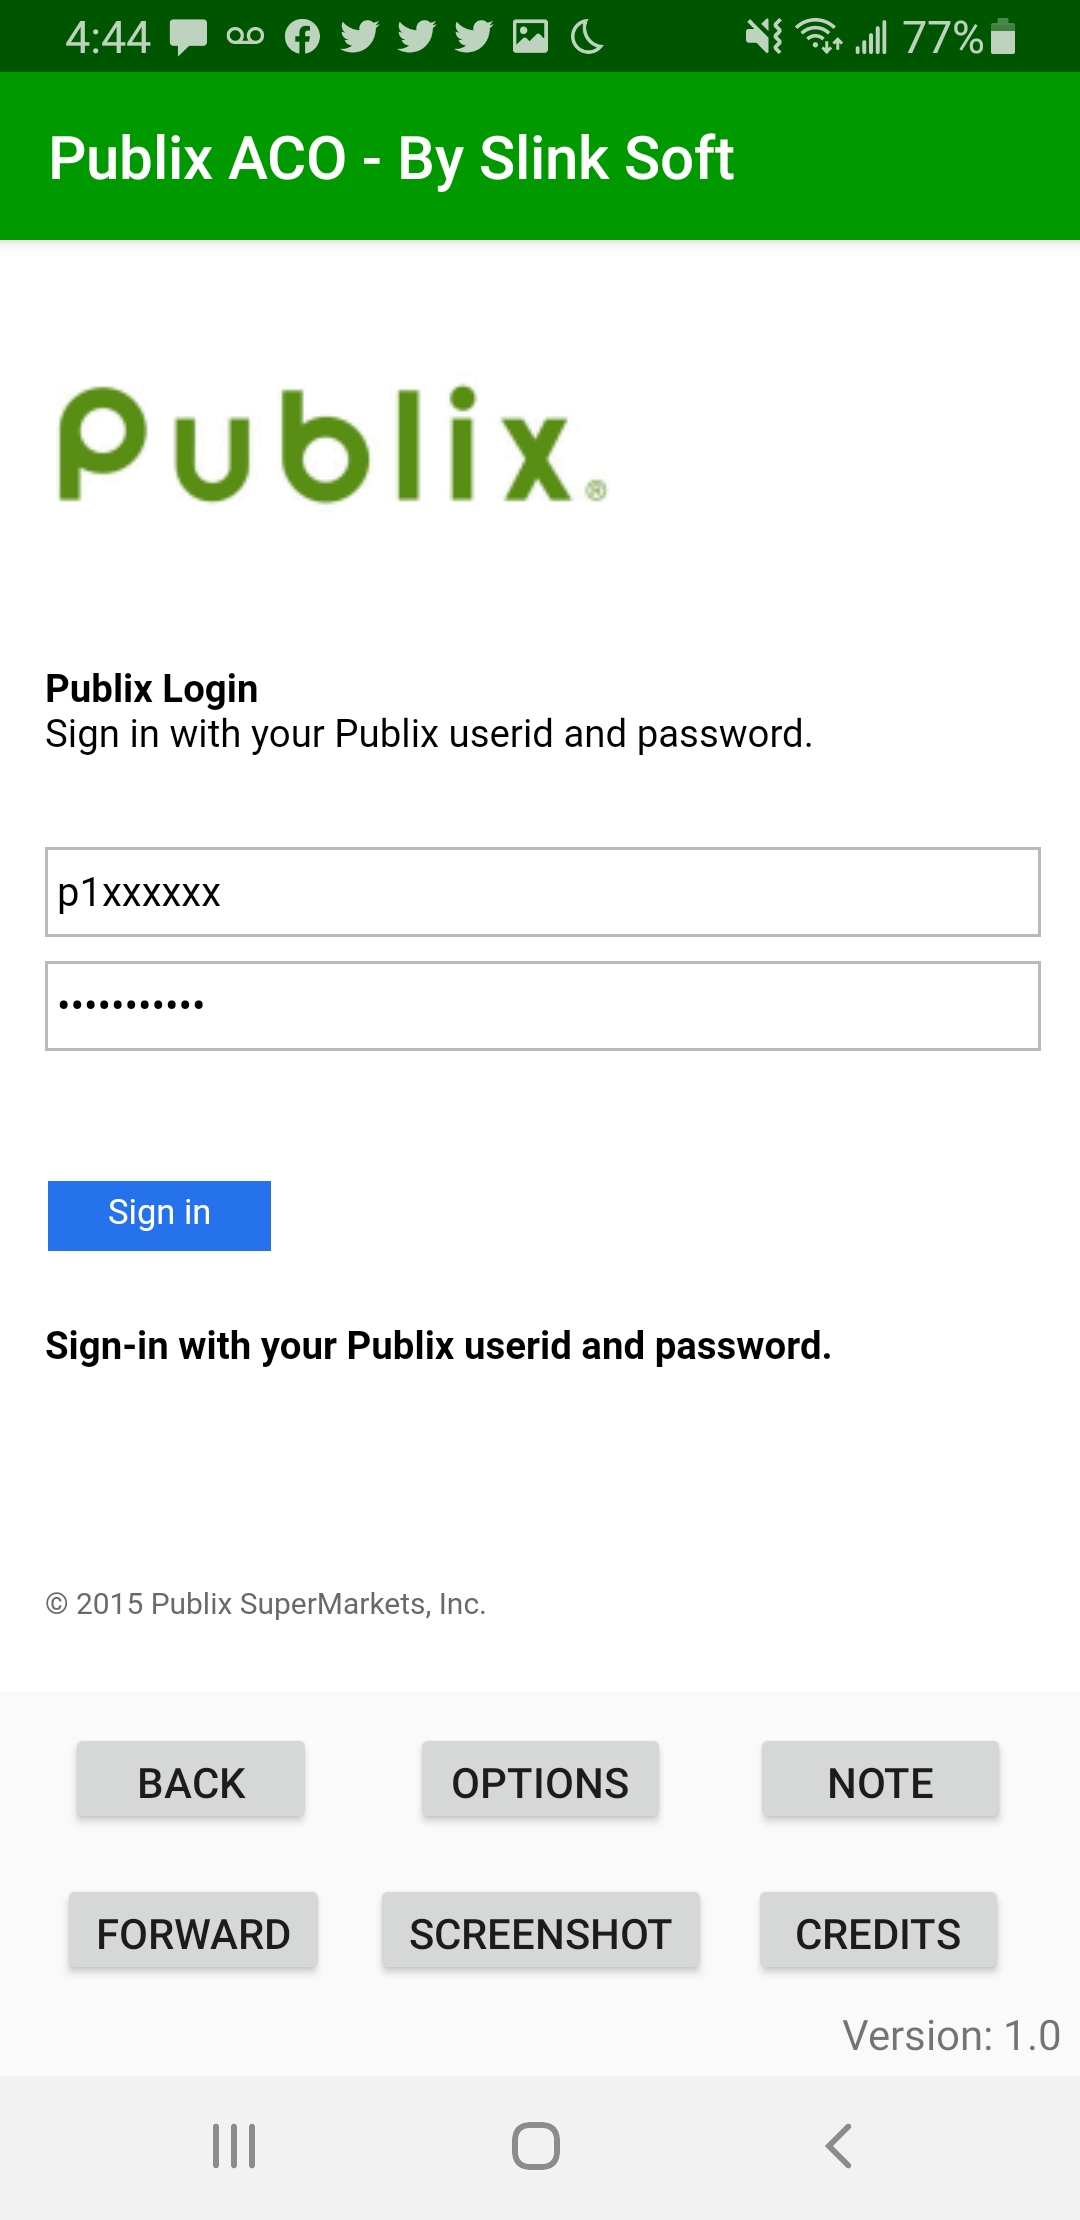 4:44 77%
Publix ACO - By Slink Soft
Publix®
Publix Login
Sign in with your Publix userid and password.
p1xxxxxx
•••••••••••
Sign in
Sign-in with your Publix userid and password.
© 2015 Publix SuperMarkets, Inc.
BACK OPTIONS NOTE
FORWARD SCREENSHOT CREDITS
Version: 1.0